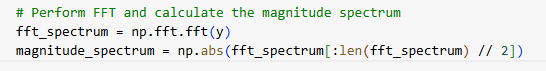 # Perform FFT and calculate the magnitude spectrum
fft_spectrum = np.fft.fft(y)
magnitude_spectrum = np.abs(fft_spectrum[:len(fft_spectrum) // 2])